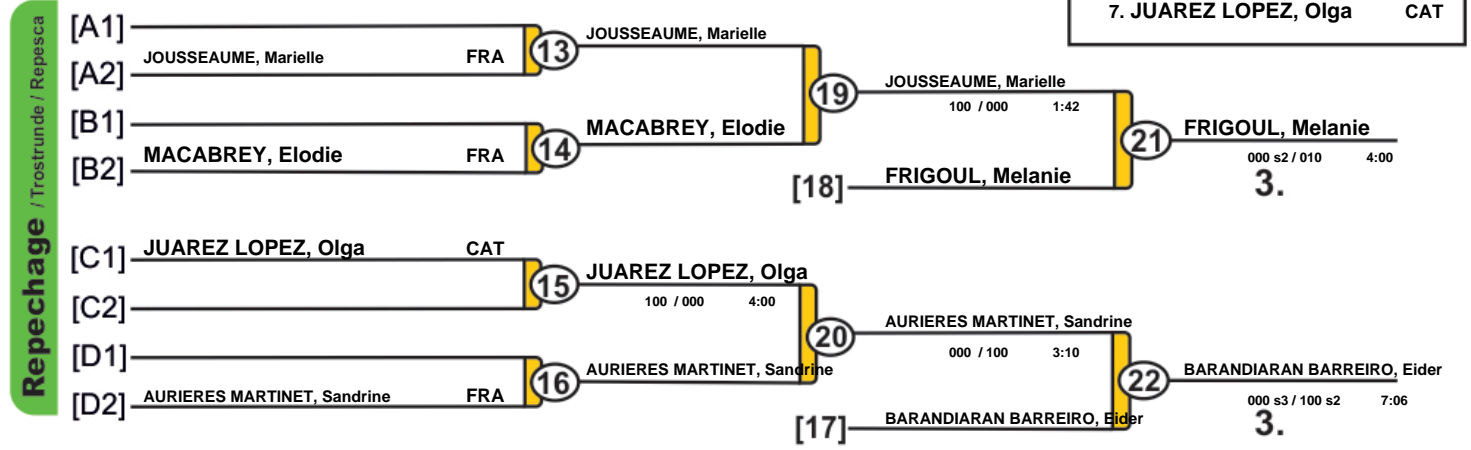 7. JUAREZ LOPEZ, Olga CAT
Repechage / Trostrunde / Repesca
[A1]
JOUSSEAUME, Marielle FRA
[A2]
13
JOUSSEAUME, Marielle
[B1]
MACABREY, Elodie FRA
[B2]
14
MACABREY, Elodie
19
JOUSSEAUME, Marielle
100 / 000 1:42
[18]
FRIGOUL, Melanie
21
FRIGOUL, Melanie
000 s2 / 010 4:00
3.
[C1]
JUAREZ LOPEZ, Olga CAT
[C2]
15
JUAREZ LOPEZ, Olga
100 / 000 4:00
[D1]
AURIERES MARTINET, Sandrine FRA
[D2]
16
AURIERES MARTINET, Sandrine
20
AURIERES MARTINET, Sandrine
000 / 100 3:10
[17]
BARANDIARAN BARREIRO, Eider
22
BARANDIARAN BARREIRO, Eider
000 s3 / 100 s2 7:06
3.